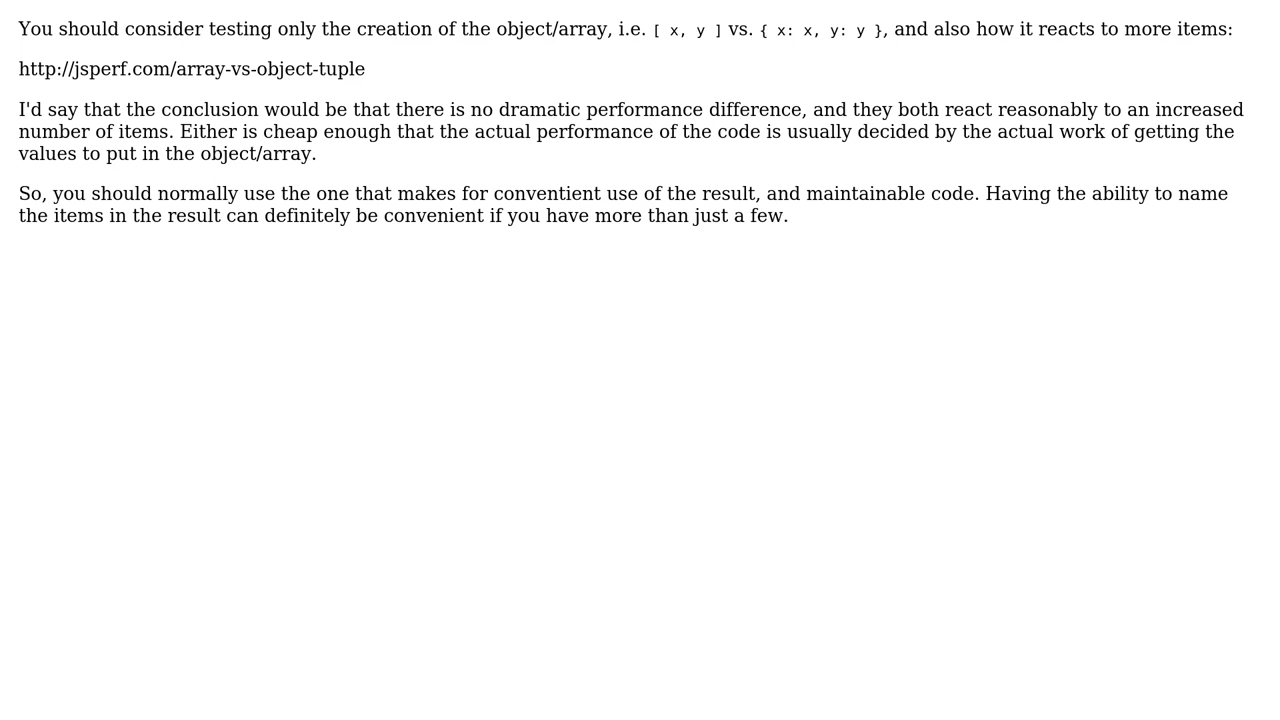 You should consider testing only the creation of the object/array, i.e. [ x, y ] vs. { x: x, y: y }, and also how it reacts to more items:
http://jsperf.com/array-vs-object-tuple
I'd say that the conclusion would be that there is no dramatic performance difference, and they both react reasonably to an increased
number of items. Either is cheap enough that the actual performance of the code is usually decided by the actual work of getting the
values to put in the object/array.
So, you should normally use the one that makes for conventient use of the result, and maintainable code. Having the ability to name
the items in the result can definitely be convenient if you have more than just a few.